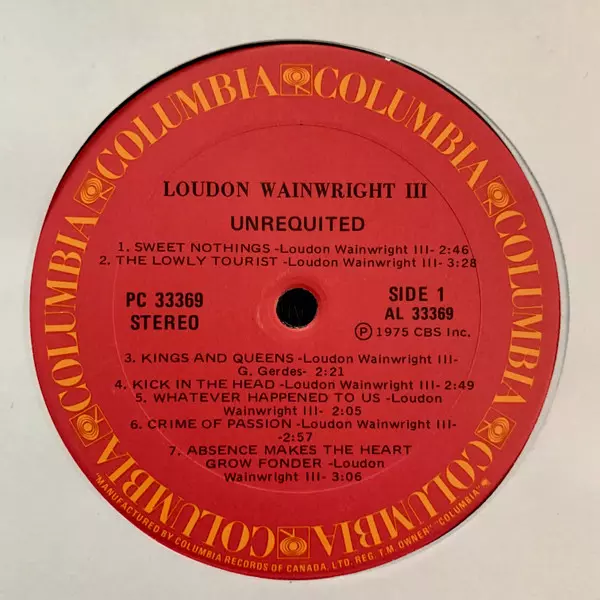 COLUMBIA COLUMBIA COLUMBIA COLUMBIA COLUMBIA COLUMBIA COLUMBIA COLUMBIA
LOUDON WAINWRIGHT III
UNREQUITED
1. SWEET NOTHINGS -Loudon Wainwright III- 2:46
2. THE LOWLY TOURIST -Loudon Wainwright III- 3:28
PC 33369
STEREO
SIDE 1
AL 33369
Ⓟ 1975 CBS Inc.
3. KINGS AND QUEENS -Loudon Wainwright III-
G. Gerdes- 2:21
4. KICK IN THE HEAD -Loudon Wainwright III- 2:49
5. WHATEVER HAPPENED TO US -Loudon
Wainwright III- 2:05
6. CRIME OF PASSION -Loudon Wainwright III-
-2:57
7. ABSENCE MAKES THE HEART
GROW FONDER -Loudon
Wainwright III- 3:06
"MANUFACTURED BY COLUMBIA RECORDS OF CANADA, LTD. REG. T.M. OWNER" "COLUMBIA"